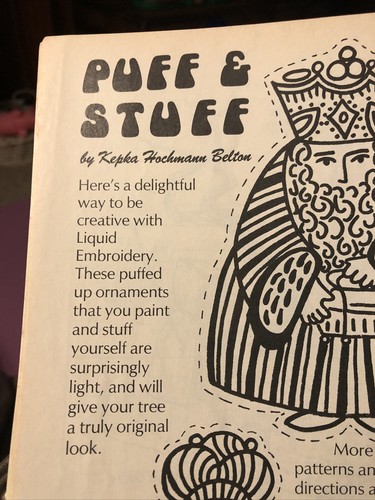 PUFF &
STUFF
by Kepka Hochmann Belton
Here's a delightful
way to be
creative with
Liquid
Embroidery.
These puffed
up ornaments
that you paint
and stuff
yourself are
surprisingly
light, and will
give your tree
a truly original
look.
More
patterns an
directions a